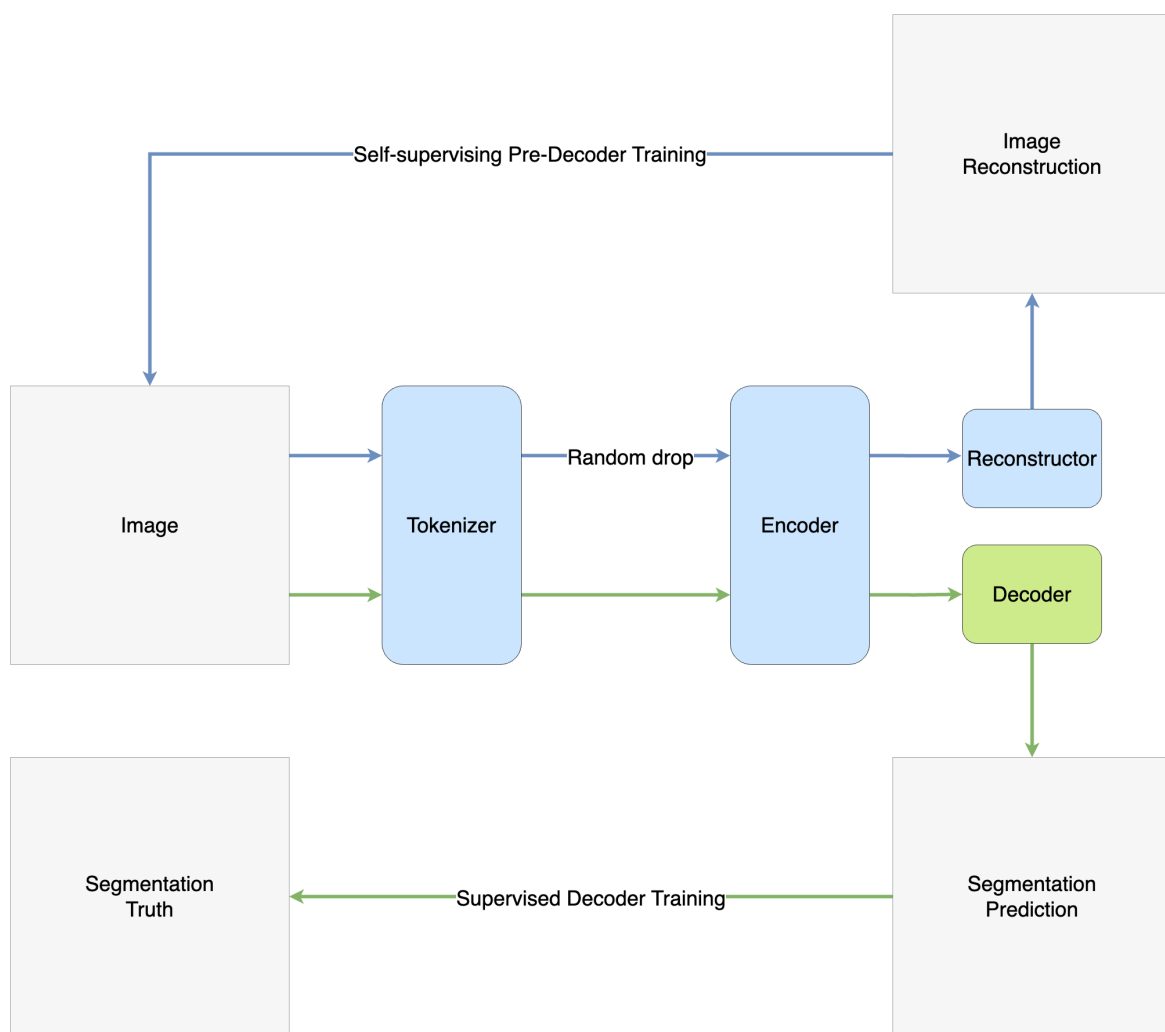 Image
Reconstruction
Self-supervising Pre-Decoder Training
Image
Tokenizer
Random drop
Encoder
Reconstructor
Decoder
Segmentation
Truth
Supervised Decoder Training
Segmentation
Prediction